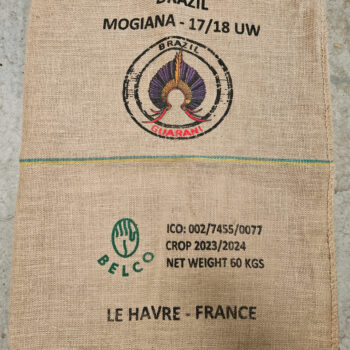 BRAZIL
MOGIANA - 17/18 UW
BRAZIL
GUARANI
BELCO
ICO: 002/7455/0077
CROP 2023/2024
NET WEIGHT 60 KGS
LE HAVRE - FRANCE